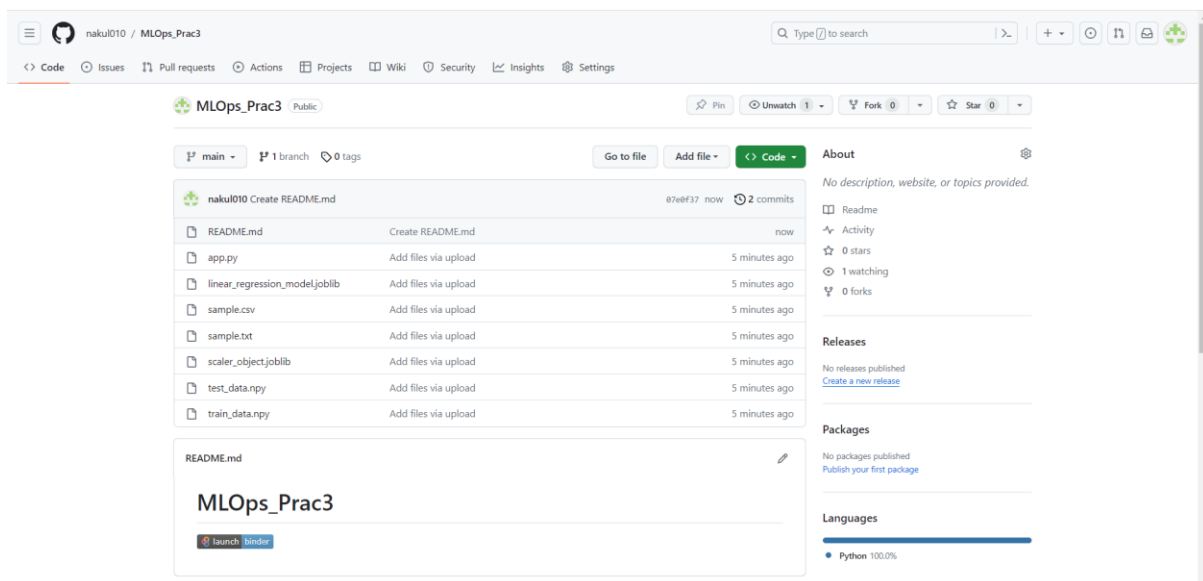 nakul010 / MLOps_Prac3
Type / to search
Code Issues Pull requests Actions Projects Wiki Security Insights Settings
MLOps_Prac3 Public
Pin Unwatch 1 Fork 0 Star 0
main 1 branch 0 tags Go to file Add file Code
nakul010 Create README.md 07e0f37 now 2 commits
README.md Create README.md now
app.py Add files via upload 5 minutes ago
linear_regression_model.joblib Add files via upload 5 minutes ago
sample.csv Add files via upload 5 minutes ago
sample.txt Add files via upload 5 minutes ago
scaler_object.joblib Add files via upload 5 minutes ago
test_data.npy Add files via upload 5 minutes ago
train_data.npy Add files via upload 5 minutes ago
README.md
MLOps_Prac3
launch binder
About
No description, website, or topics provided.
Readme
Activity
0 stars
1 watching
0 forks
Releases
No releases published
Create a new release
Packages
No packages published
Publish your first package
Languages
Python 100.0%